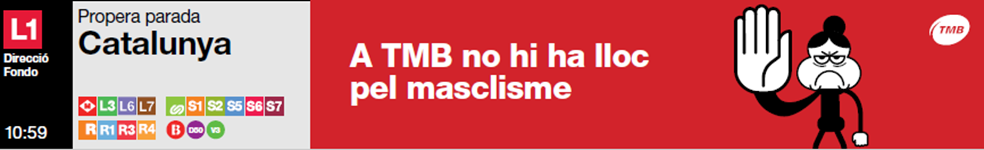 L1
Direcció
Fondo
10:59
Propera parada
Catalunya
L3 L6 L7 S1 S2 S5 S6 S7
R R1 R3 R4 B D50 V3
A TMB no hi ha lloc
pel masclisme
TMB